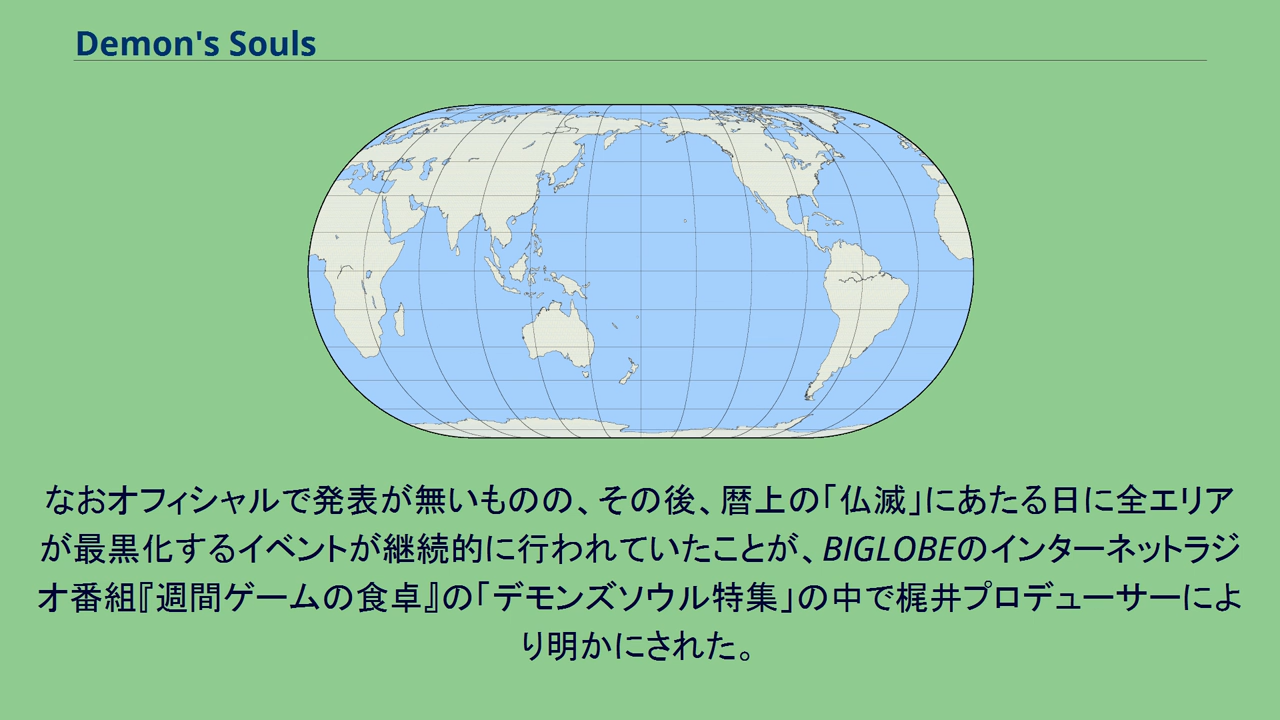 Demon's Souls
なおオフィシャルで発表が無いものの、その後、暦上の「仏滅」にあたる日に全エリア
が最黒化するイベントが継続的に行われていたことが、BIGLOBEのインターネットラジ
オ番組『週間ゲームの食卓』の「デモンズソウル特集」の中で梶井プロデューサーによ
り明かにされた。